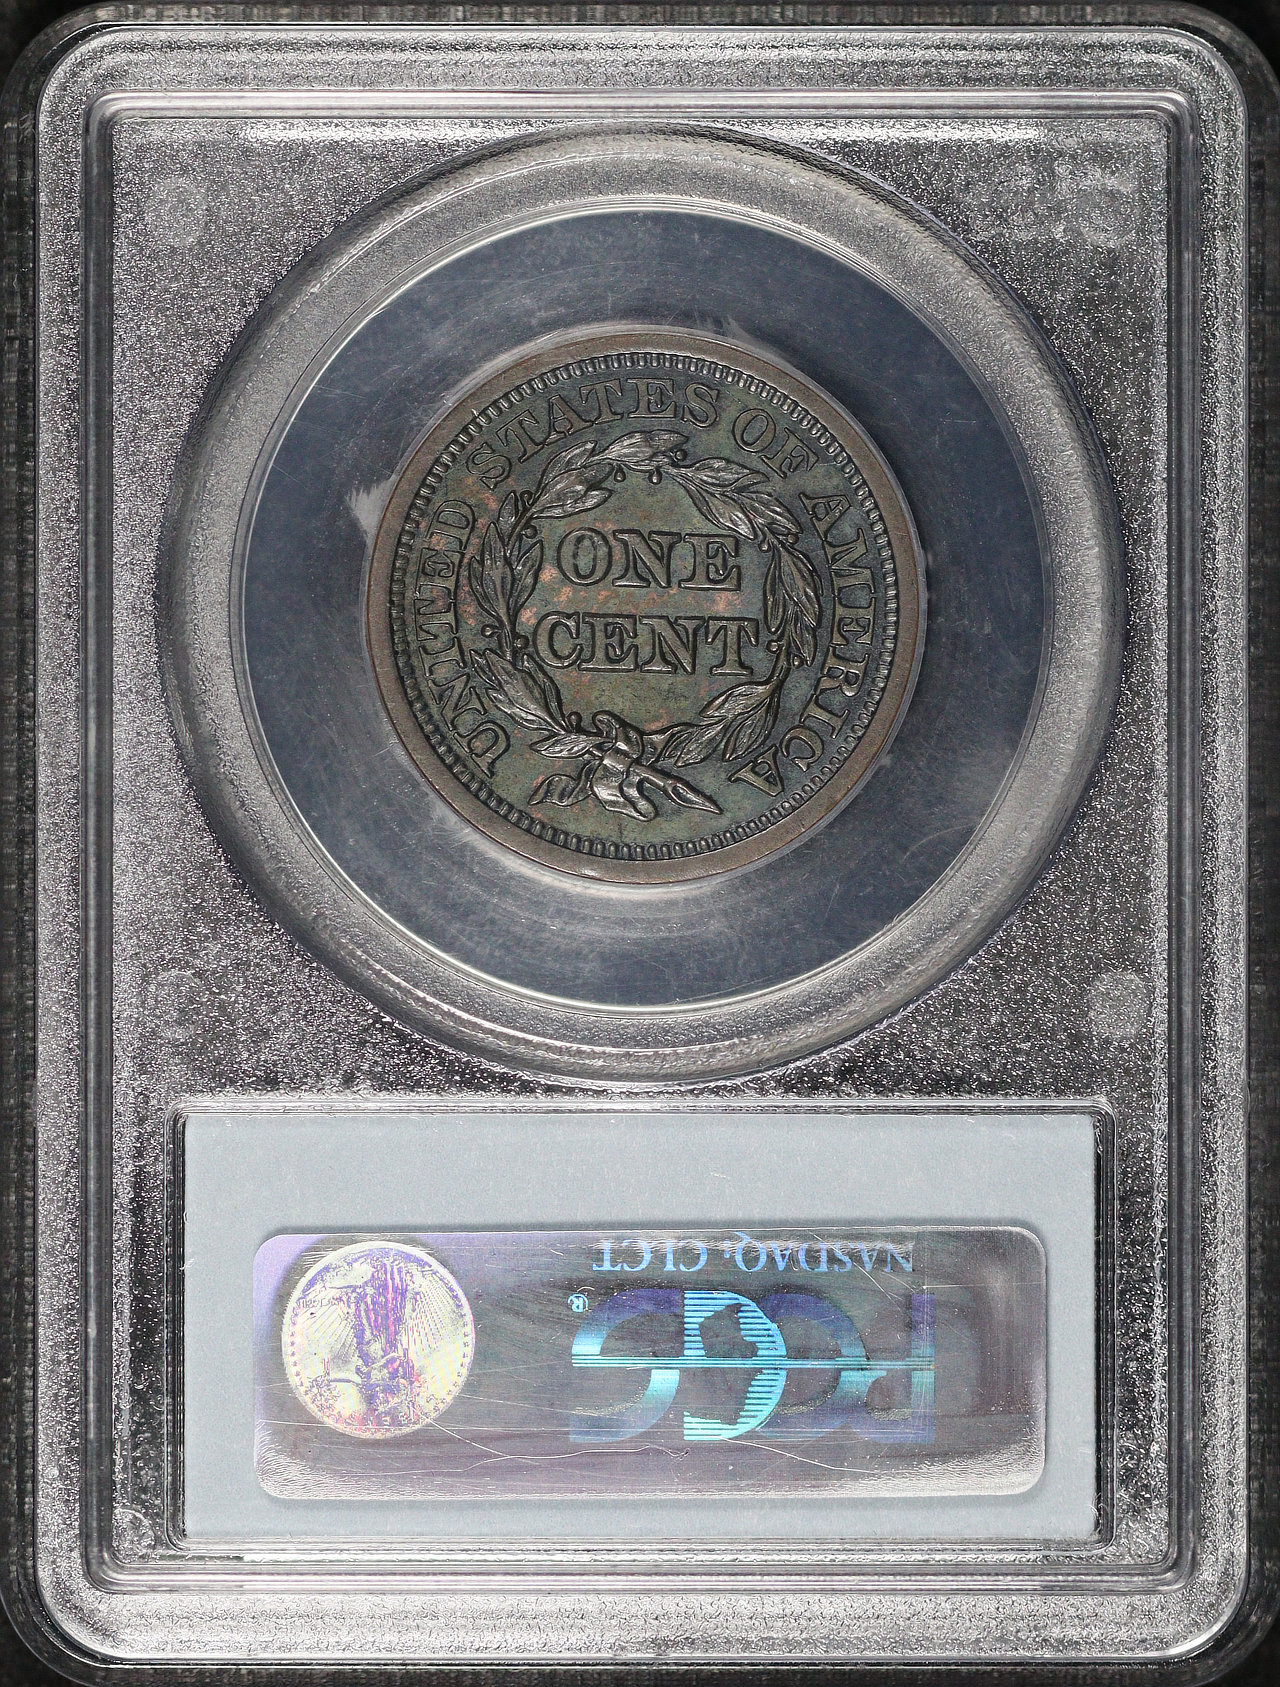 UNITED STATES OF AMERICA
ONE
CENT
NASDAQ: CLCT
PCGS®